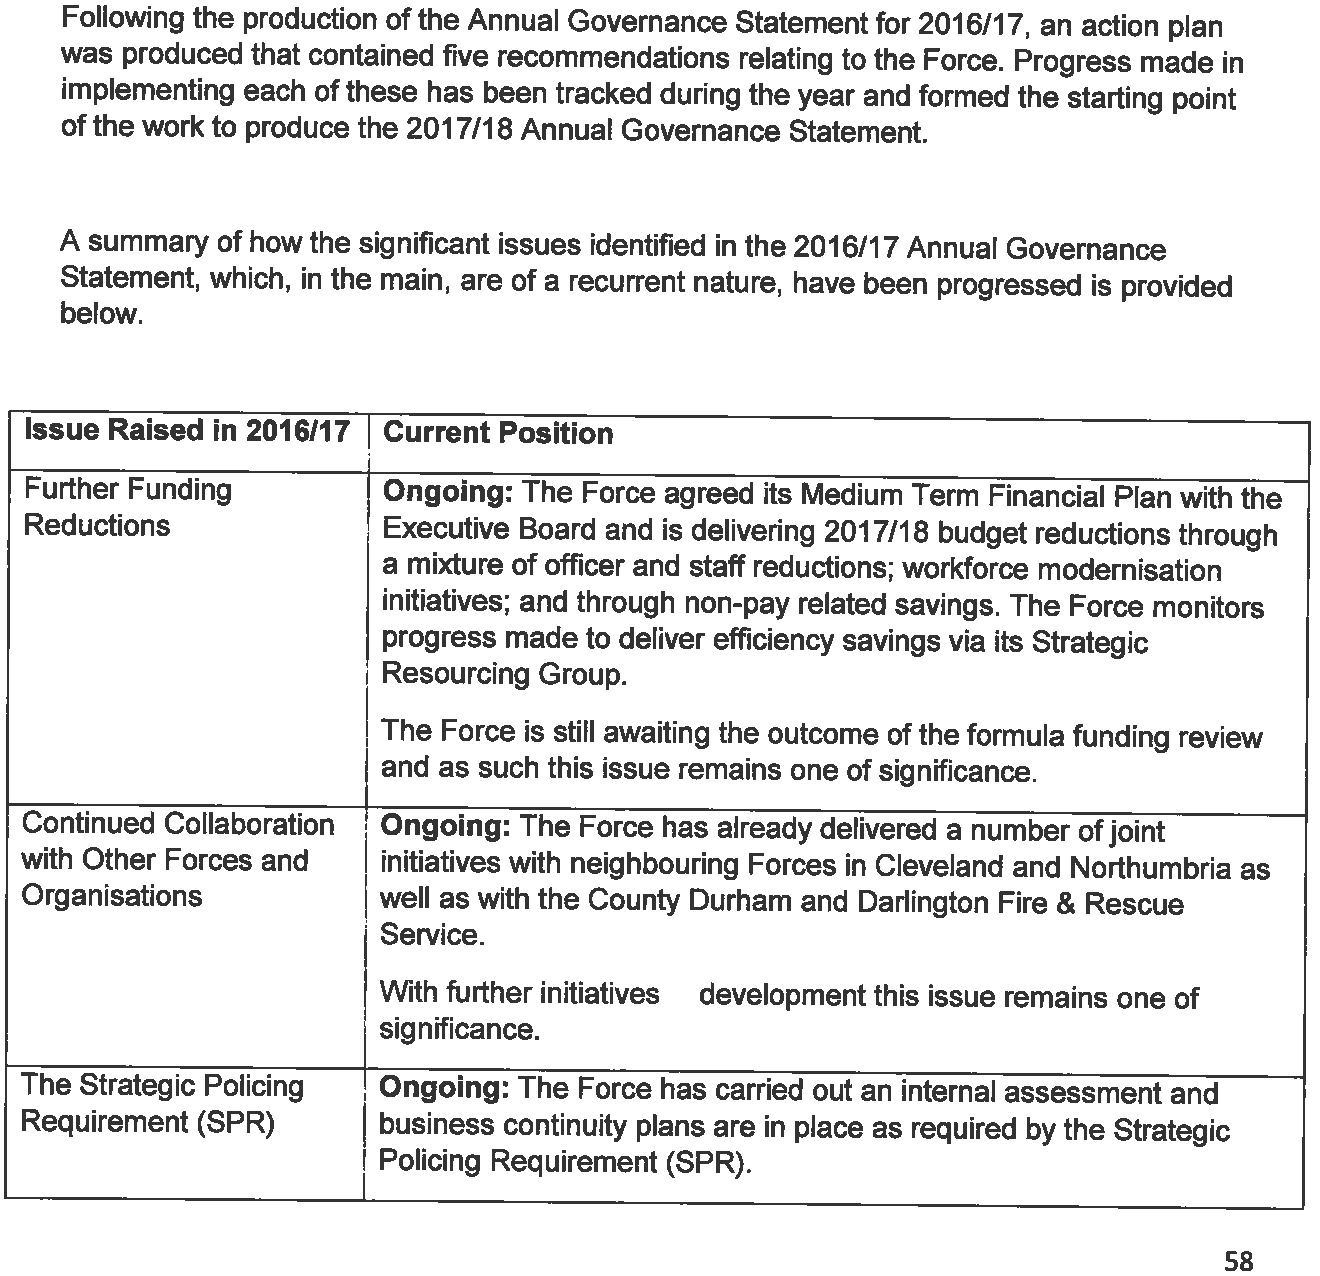 Following the production of the Annual Governance Statement for 2016/17, an action plan
was produced that contained five recommendations relating to the Force. Progress made in
implementing each of these has been tracked during the year and formed the starting point
of the work to produce the 2017/18 Annual Governance Statement.
A summary of how the significant issues identified in the 2016/17 Annual Governance
Statement, which, in the main, are of a recurrent nature, have been progressed is provided
below.
Issue Raised in 2016/17
Current Position
Further Funding
Reductions
Ongoing: The Force agreed its Medium Term Financial Plan with the
Executive Board and is delivering 2017/18 budget reductions through
a mixture of officer and staff reductions; workforce modernisation
initiatives; and through non-pay related savings. The Force monitors
progress made to deliver efficiency savings via its Strategic
Resourcing Group.
The Force is still awaiting the outcome of the formula funding review
and as such this issue remains one of significance.
Continued Collaboration
with Other Forces and
Organisations
Ongoing: The Force has already delivered a number of joint
initiatives with neighbouring Forces in Cleveland and Northumbria as
well as with the County Durham and Darlington Fire & Rescue
Service.
With further initiatives development this issue remains one of
significance.
The Strategic Policing
Requirement (SPR)
Ongoing: The Force has carried out an internal assessment and
business continuity plans are in place as required by the Strategic
Policing Requirement (SPR).
58